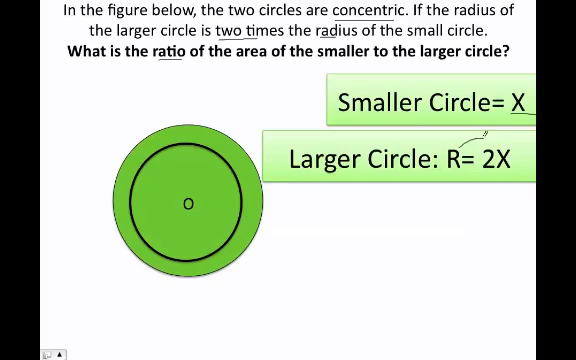 In the figure below, the two circles are concentric. If the radius of
the larger circle is two times the radius of the small circle.
What is the ratio of the area of the smaller to the larger circle?
Smaller Circle= X
Larger Circle: R= 2X
O